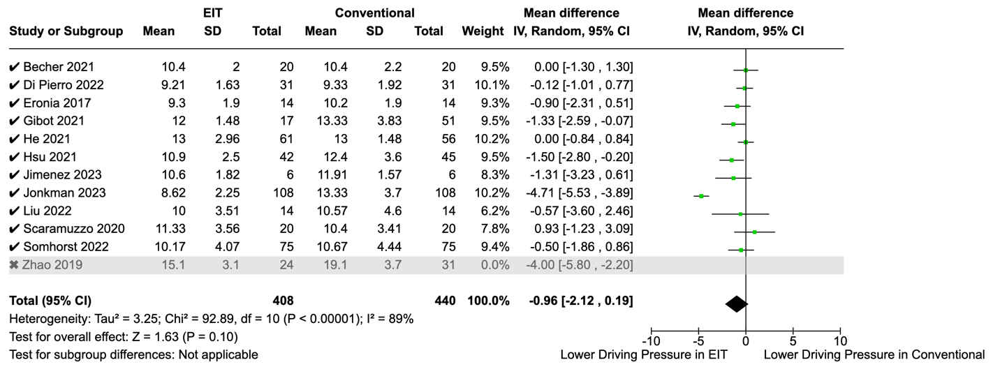 EIT Conventional Mean difference Mean difference
Study or Subgroup Mean SD Total Mean SD Total Weight IV, Random, 95% CI IV, Random, 95% CI
✔ Becher 2021 10.4 2 20 10.4 2.2 20 9.5% 0.00 [-1.30 , 1.30]
✔ Di Pierro 2022 9.21 1.63 31 9.33 1.92 31 10.1% -0.12 [-1.01 , 0.77]
✔ Eronia 2017 9.3 1.9 14 10.2 1.9 14 9.3% -0.90 [-2.31 , 0.51]
✔ Gibot 2021 12 1.48 17 13.33 3.83 51 9.5% -1.33 [-2.59 , -0.07]
✔ He 2021 13 2.96 61 13 1.48 56 10.2% 0.00 [-0.84 , 0.84]
✔ Hsu 2021 10.9 2.5 42 12.4 3.6 45 9.5% -1.50 [-2.80 , -0.20]
✔ Jimenez 2023 10.6 1.82 6 11.91 1.57 6 8.3% -1.31 [-3.23 , 0.61]
✔ Jonkman 2023 8.62 2.25 108 13.33 3.7 108 10.2% -4.71 [-5.53 , -3.89]
✔ Liu 2022 10 3.51 14 10.57 4.6 14 6.2% -0.57 [-3.60 , 2.46]
✔ Scaramuzzo 2020 11.33 3.56 20 10.4 3.41 20 7.8% 0.93 [-1.23 , 3.09]
✔ Somhorst 2022 10.17 4.07 75 10.67 4.44 75 9.4% -0.50 [-1.86 , 0.86]
✖ Zhao 2019 15.1 3.1 24 19.1 3.7 31 0.0% -4.00 [-5.80 , -2.20]
Total (95% CI) 408 440 100.0% -0.96 [-2.12 , 0.19]
Heterogeneity: Tau² = 3.25; Chi² = 92.89, df = 10 (P < 0.00001); I² = 89%
Test for overall effect: Z = 1.63 (P = 0.10)
-10 -5 0 5 10
Test for subgroup differences: Not applicable Lower Driving Pressure in EIT Lower Driving Pressure in Conventional